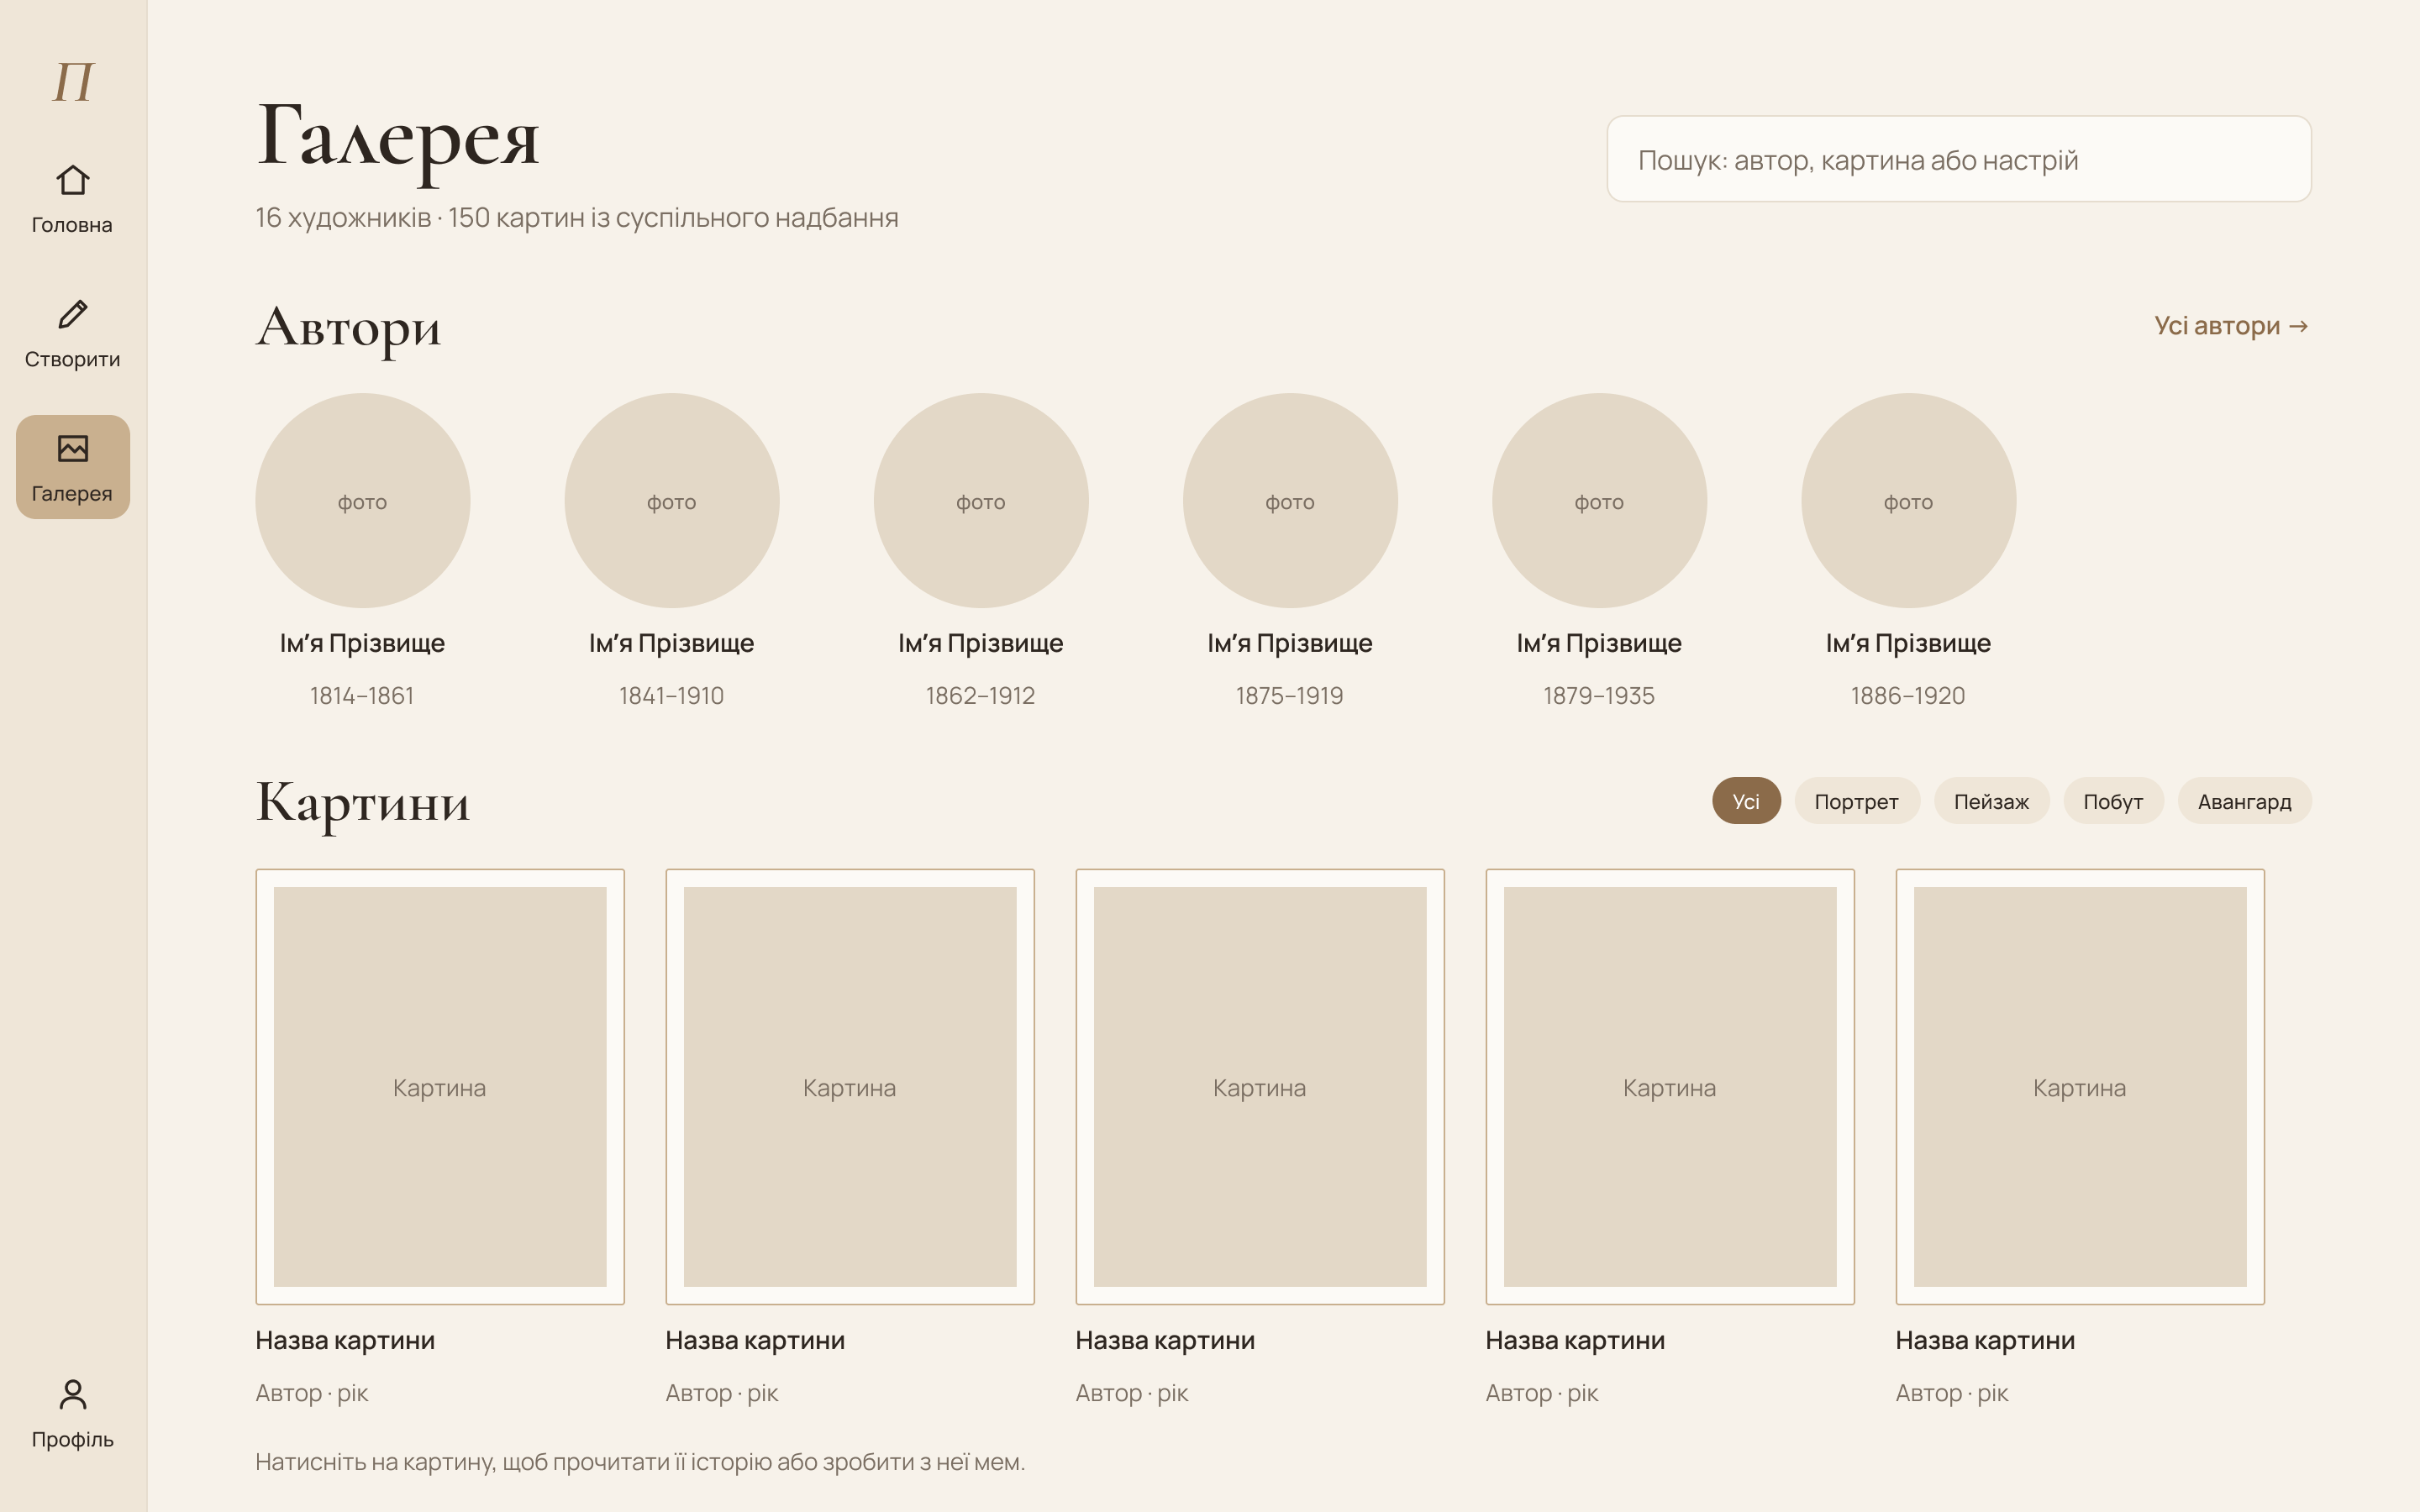 П
Головна
Створити
Галерея
Профіль
Галерея
16 художників · 150 картин із суспільного надбання
Пошук: автор, картина або настрій
Автори
Усі автори →
фото фото фото фото фото фото
Ім’я Прізвище Ім’я Прізвище Ім’я Прізвище Ім’я Прізвище Ім’я Прізвище Ім’я Прізвище
1814–1861 1841–1910 1862–1912 1875–1919 1879–1935 1886–1920
Картини
Усі Портрет Пейзаж Побут Авангард
Картина Картина Картина Картина Картина
Назва картини Назва картини Назва картини Назва картини Назва картини
Автор · рік Автор · рік Автор · рік Автор · рік Автор · рік
Натисніть на картину, щоб прочитати її історію або зробити з неї мем.